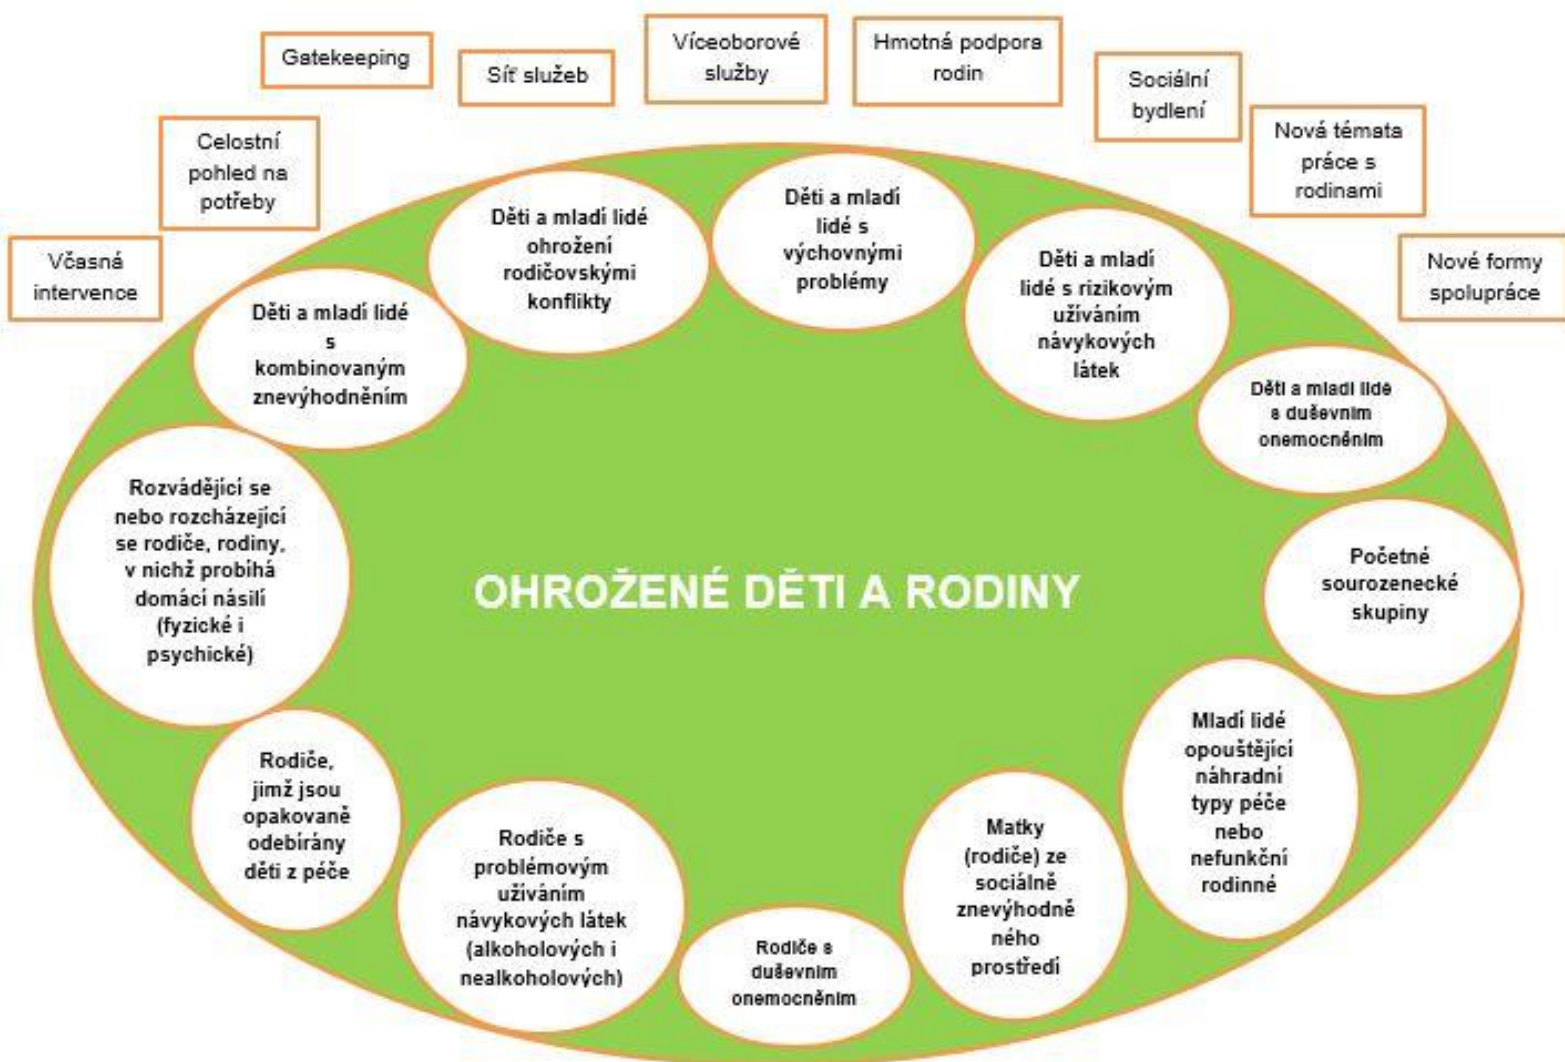 Gatekeeping
Síť služeb
Víceoborové
služby
Hmotná podpora
rodin
Sociální
bydlení
Nová témata
práce s
rodinami
Nové formy
spolupráce
Celostní
pohled na
potřeby
Včasná
intervence
Děti a mladí lidé
s
kombinovaným
znevýhodněním
Děti a mladí lidé
ohrožení
rodičovskými
konflikty
Děti a mladí
lidé s
výchovnými
problémy
Děti a mladí
lidé s rizikovým
užíváním
návykových
látek
Děti a mladí lidé
s duševním
onemocněním
Rozvádějící se
nebo rozcházející
se rodiče, rodiny,
v nichž probíhá
domácí násilí
(fyzické i
psychické)
OHROŽENÉ DĚTI A RODINY
Početné
sourozenecké
skupiny
Rodiče,
jimž jsou
opakovaně
odebírány
děti z péče
Rodiče s
problémovým
užíváním
návykových látek
(alkoholových i
nealkoholových)
Rodiče s
duševním
onemocněním
Matky
(rodiče) ze
sociálně
znevýhodně
ného
prostředí
Mladí lidé
opouštějící
náhradní
typy péče
nebo
nefunkční
rodinné